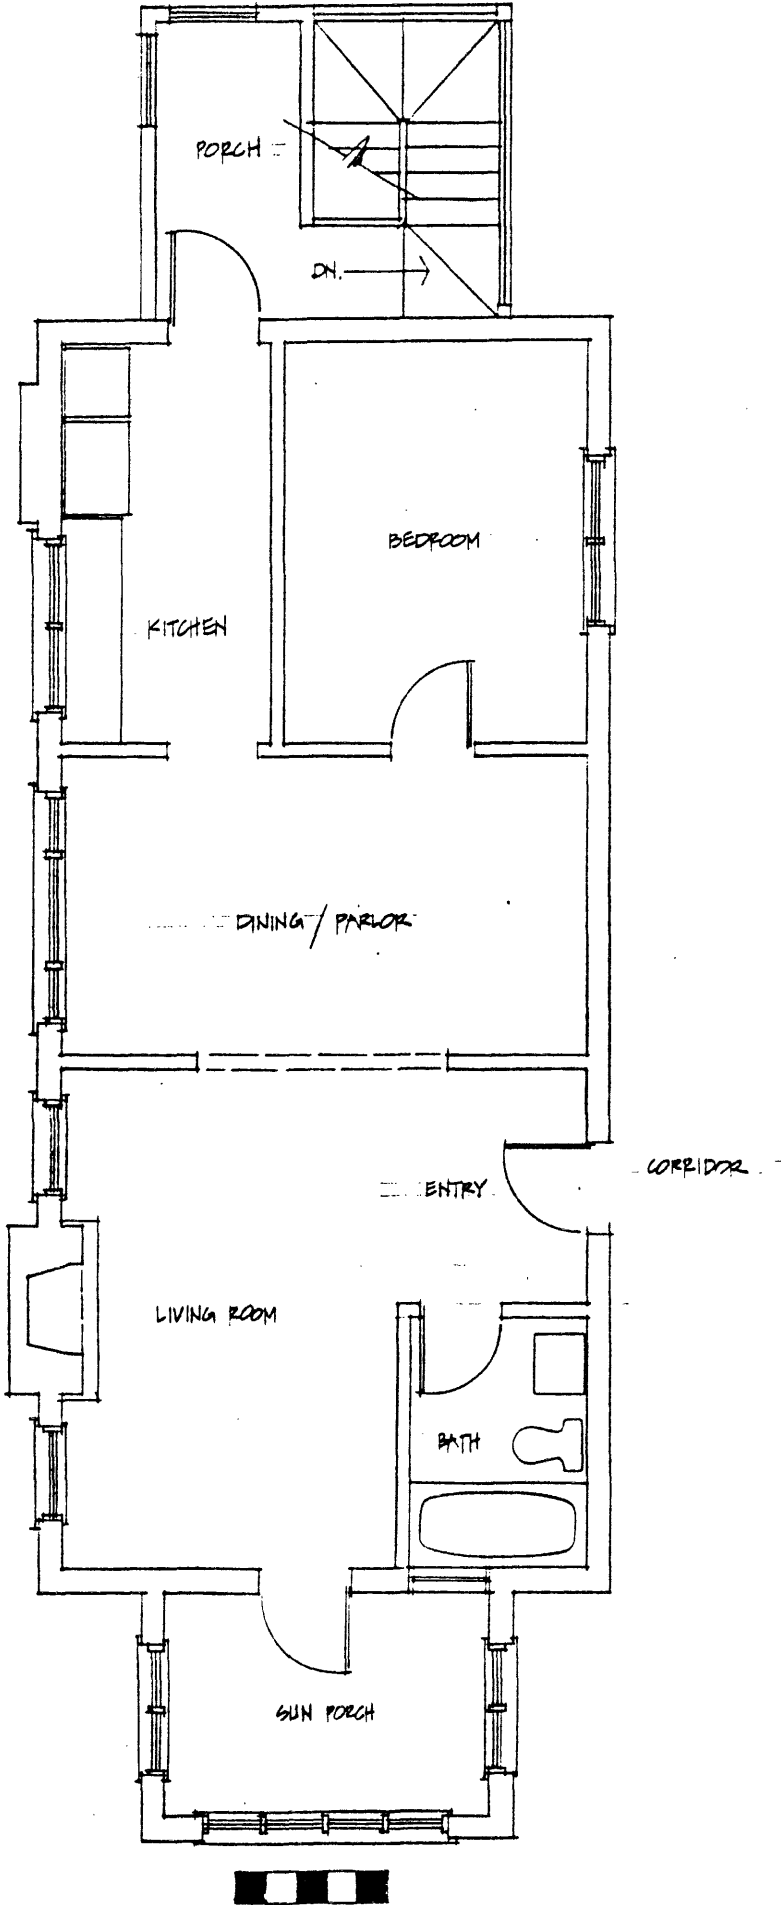 PORCH
DN.
BEDROOM
KITCHEN
DINING / PARLOR
CORRIDOR
ENTRY
LIVING ROOM
BATH
SUN PORCH